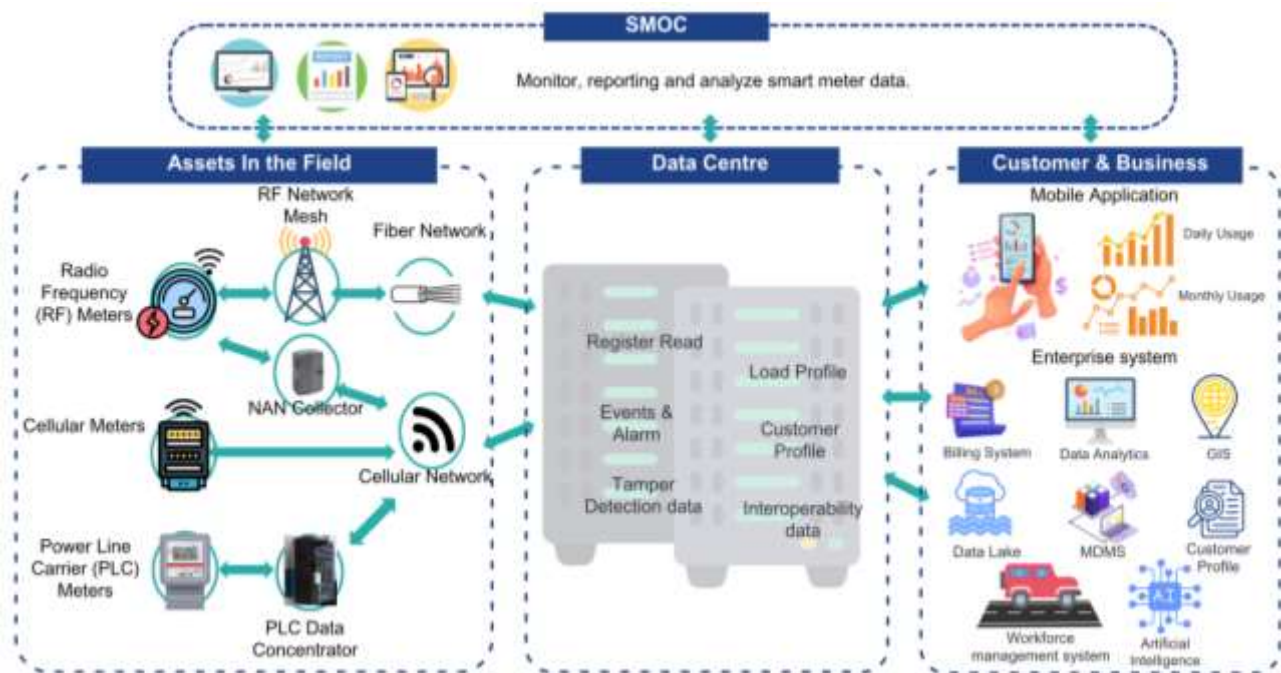 SMOC
Monitor, reporting and analyze smart meter data.
Assets In the Field
RF Network
Mesh
Fiber Network
Radio
Frequency
(RF) Meters
NAN Collector
Cellular Meters
Cellular Network
Power Line
Carrier (PLC)
Meters
PLC Data
Concentrator
Data Centre
Register Read
Load Profile
Events &
Alarm
Customer
Profile
Tamper
Detection data
Interoperability
data
Customer & Business
Mobile Application
Daily Usage
Monthly Usage
Enterprise system
Billing System
Data Analytics
GIS
Data Lake
MDMS
Customer
Profile
Workforce
management system
A.I
Artificial
Intelligence